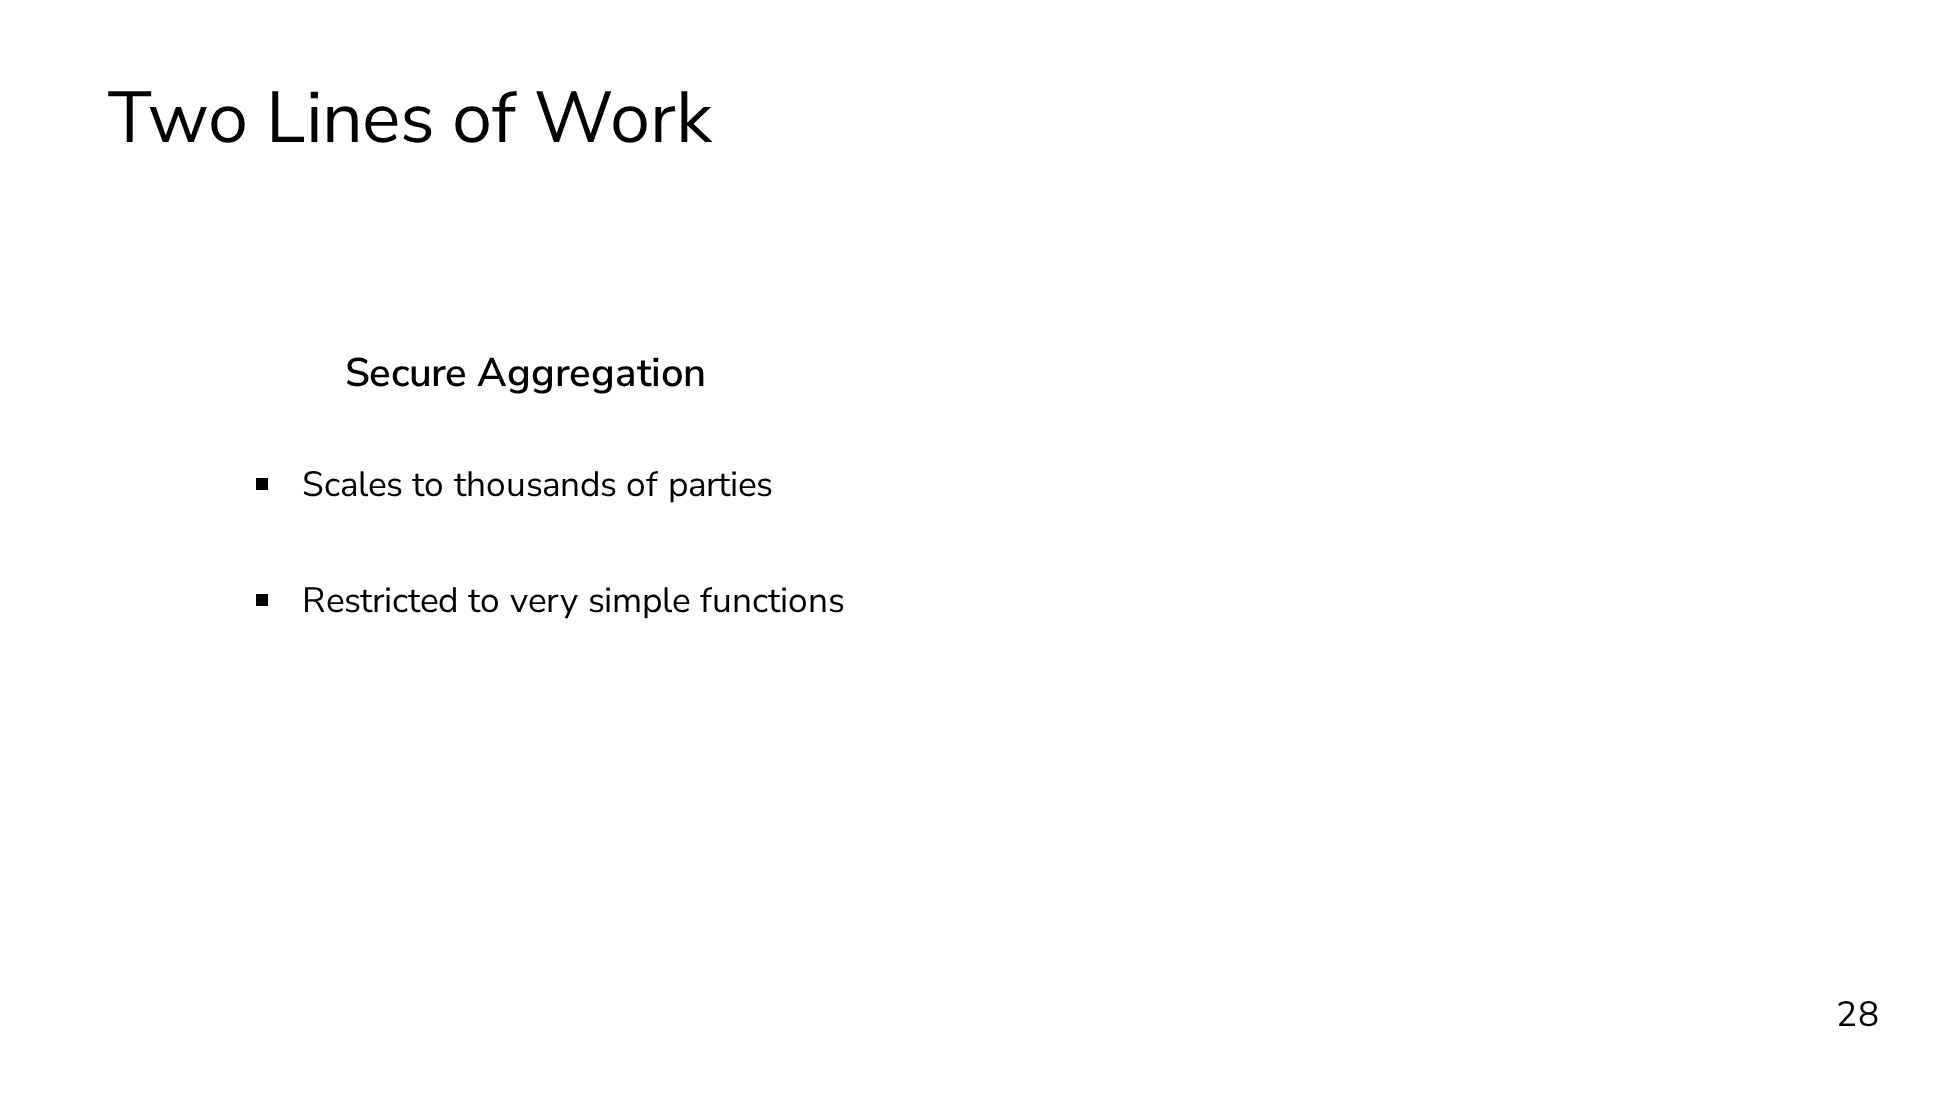 Two Lines of Work
Secure Aggregation
▪ Scales to thousands of parties
▪ Restricted to very simple functions
28